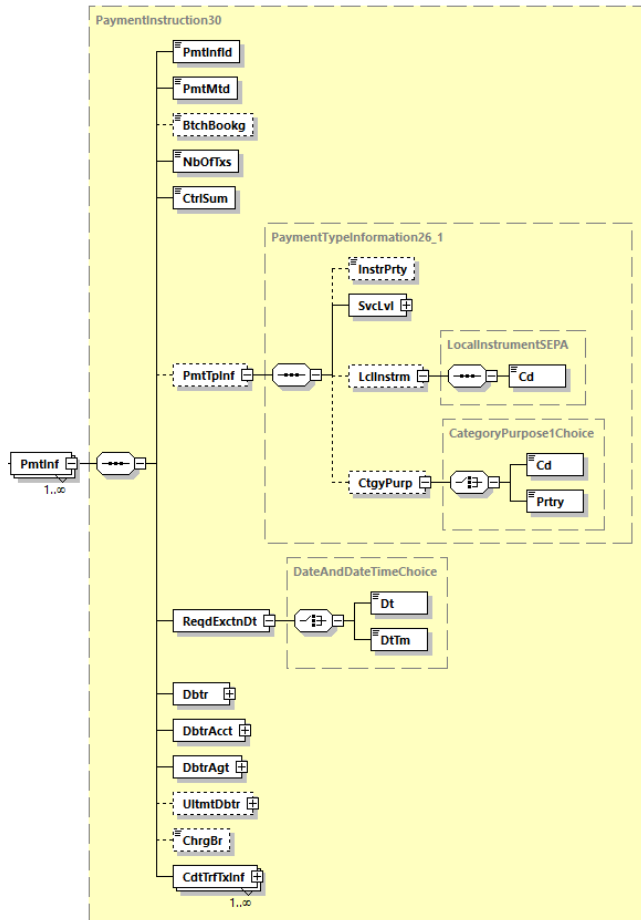 PaymentInstruction30
PmtInfId
PmtMtd
BtchBookg
NbOfTxs
CtrlSum
PaymentTypeInformation26_1
InstrPrty
SvcLvl
LocalInstrumentSEPA
PmtTpInf
LclInstrm
Cd
CategoryPurpose1Choice
Cd
PmtInf
1..∞
CtgyPurp
Prtry
DateAndDateTimeChoice
Dt
ReqdExctnDt
DtTm
Dbtr
DbtrAcct
DbtrAgt
UltmtDbtr
ChrgBr
CdtTrfTxInf
1..∞